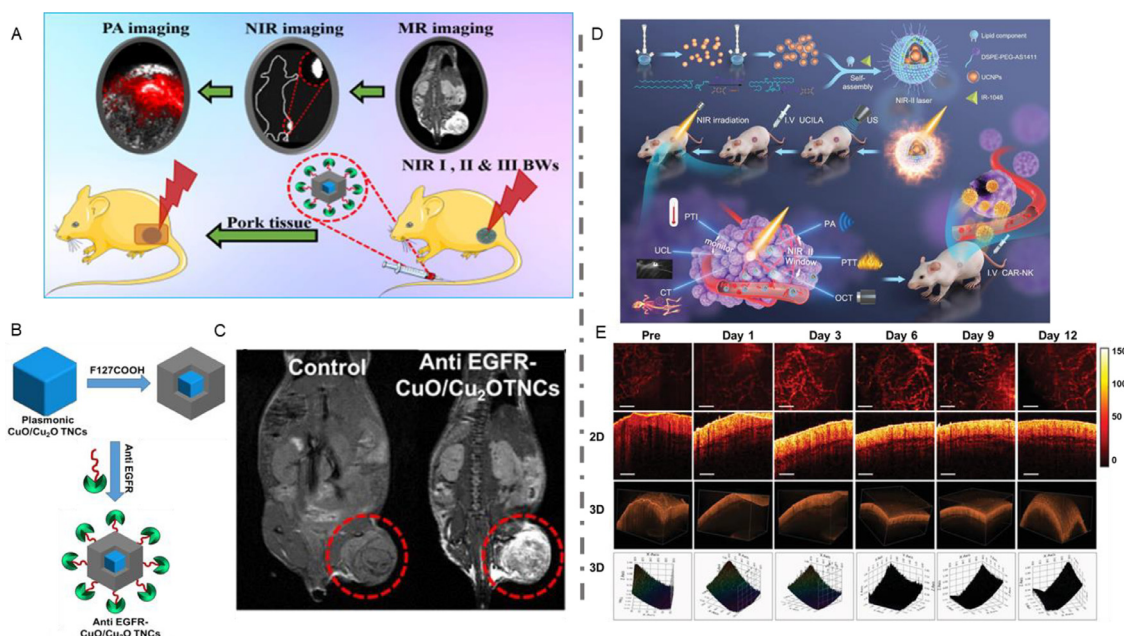 A
PA imaging
NIR imaging
MR imaging
NIR I , II & III BWs
Pork tissue
B
F127COOH
Plasmonic
CuO/Cu₂O TNCs
Anti EGFR
Anti EGFR-
CuO/Cu₂O TNCs
C
Control
Anti EGFR-
CuO/Cu₂OTNCs
D
Lipid component
DSPE-PEG-AS1411
UCNPs
IR-1048
Self-
assembly
NIR-II laser
NIR irradiation
I.V UCILA
US
PTI
PA
monitor
NIR II
Window
UCL
PTT
CT
OCT
I.V CAR-NK
E
Pre
Day 1
Day 3
Day 6
Day 9
Day 12
150
100
50
0
2D
3D
3D